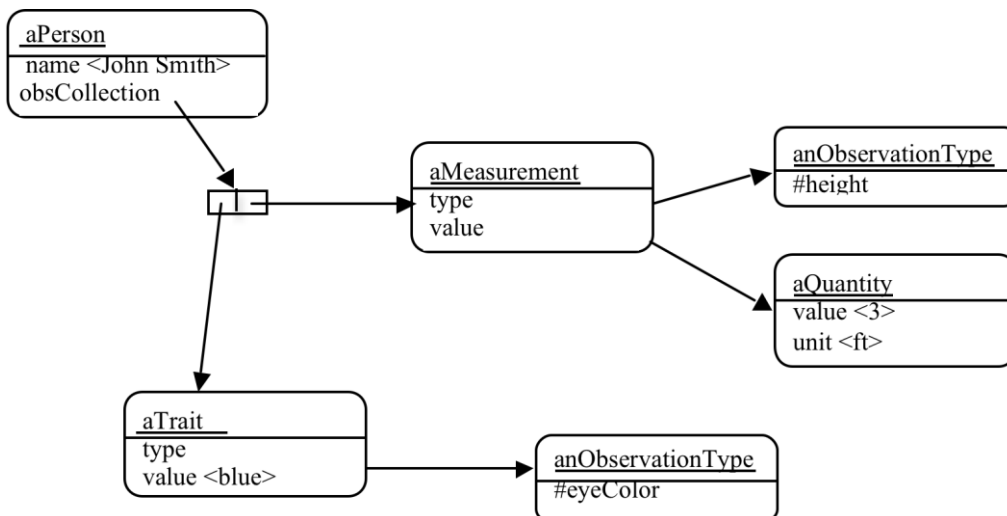 aPerson
name <John Smith>
obsCollection
aMeasurement
type
value
anObservationType
#height
aQuantity
value <3>
unit <ft>
aTrait
type
value <blue>
anObservationType
#eyeColor